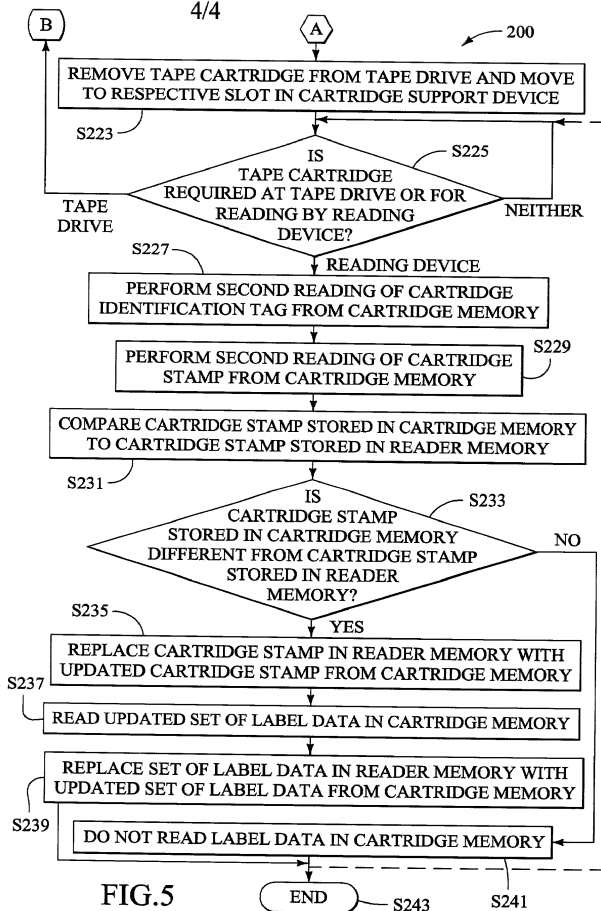 4/4
B
A
200
REMOVE TAPE CARTRIDGE FROM TAPE DRIVE AND MOVE
TO RESPECTIVE SLOT IN CARTRIDGE SUPPORT DEVICE
S223
S225
IS
TAPE CARTRIDGE
REQUIRED AT TAPE DRIVE OR FOR
READING BY READING
DEVICE?
TAPE
DRIVE
NEITHER
S227
READING DEVICE
PERFORM SECOND READING OF CARTRIDGE
IDENTIFICATION TAG FROM CARTRIDGE MEMORY
S229
PERFORM SECOND READING OF CARTRIDGE
STAMP FROM CARTRIDGE MEMORY
COMPARE CARTRIDGE STAMP STORED IN CARTRIDGE MEMORY
TO CARTRIDGE STAMP STORED IN READER MEMORY
S231
S233
IS
CARTRIDGE STAMP
STORED IN CARTRIDGE MEMORY
DIFFERENT FROM CARTRIDGE STAMP
STORED IN READER
MEMORY?
NO
S235
YES
REPLACE CARTRIDGE STAMP IN READER MEMORY WITH
UPDATED CARTRIDGE STAMP FROM CARTRIDGE MEMORY
S237
READ UPDATED SET OF LABEL DATA IN CARTRIDGE MEMORY
REPLACE SET OF LABEL DATA IN READER MEMORY WITH
UPDATED SET OF LABEL DATA FROM CARTRIDGE MEMORY
S239
DO NOT READ LABEL DATA IN CARTRIDGE MEMORY
S241
FIG.5
END
S243